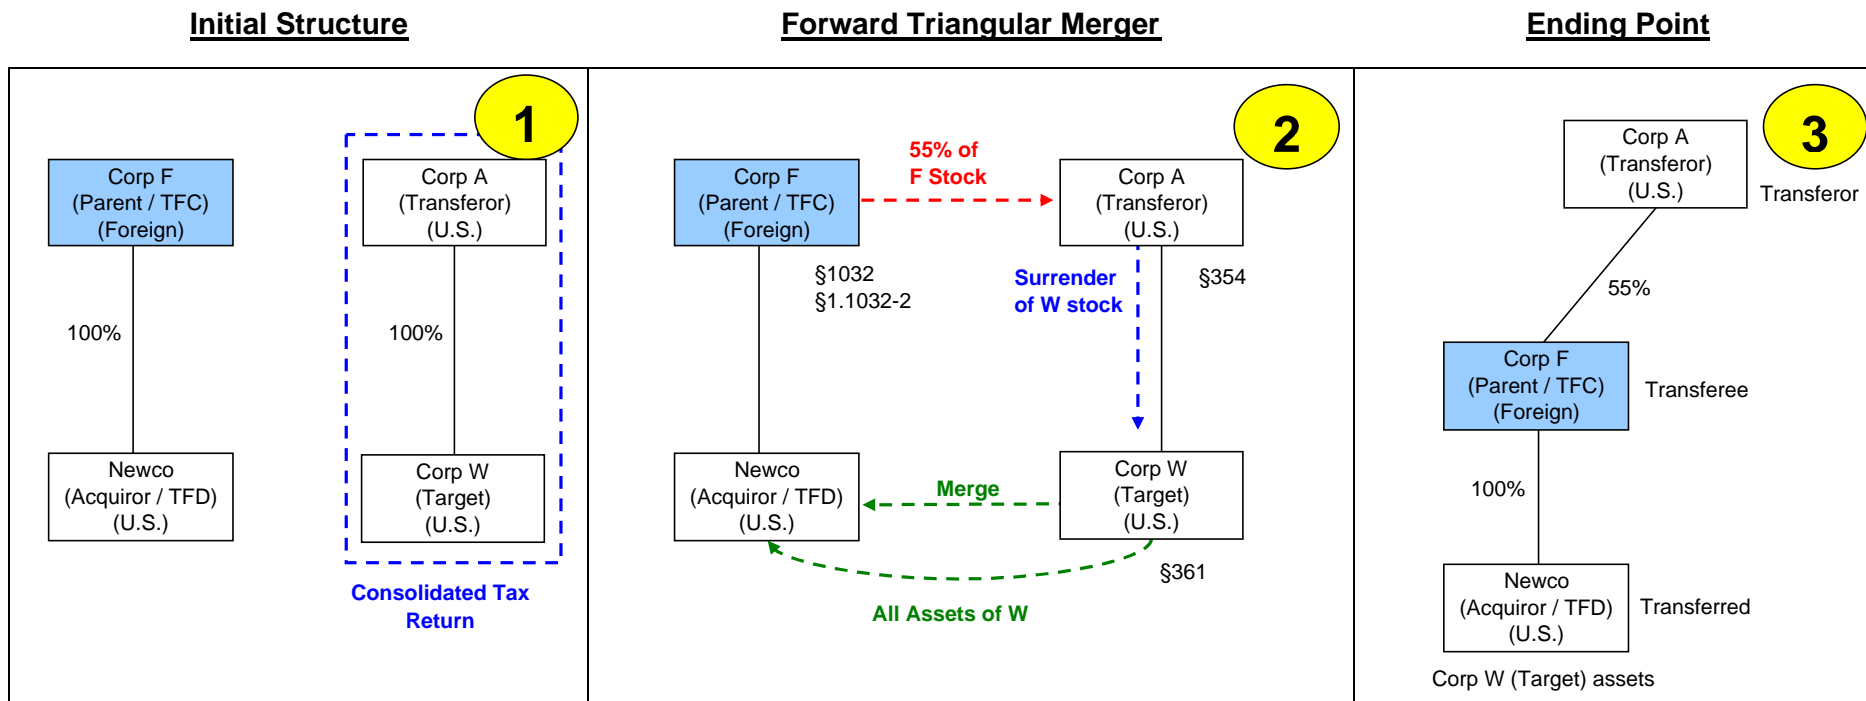 Initial Structure
Forward Triangular Merger
Ending Point
1
Corp F
(Parent / TFC)
(Foreign)
Corp A
(Transferor)
(U.S.)
100%
100%
Newco
(Acquiror / TFD)
(U.S.)
Corp W
(Target)
(U.S.)
Consolidated Tax
Return
2
Corp F
(Parent / TFC)
(Foreign)
55% of
F Stock
Corp A
(Transferor)
(U.S.)
§1032
§1.1032-2
Surrender
of W stock
§354
Newco
(Acquiror / TFD)
(U.S.)
Merge
Corp W
(Target)
(U.S.)
§361
All Assets of W
3
Corp A
(Transferor)
(U.S.)
Transferor
55%
Corp F
(Parent / TFC)
(Foreign)
Transferee
100%
Newco
(Acquiror / TFD)
(U.S.)
Transferred
Corp W (Target) assets